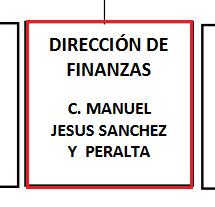 DIRECCIÓN DE
FINANZAS
C. MANUEL
JESUS SANCHEZ
Y PERALTA